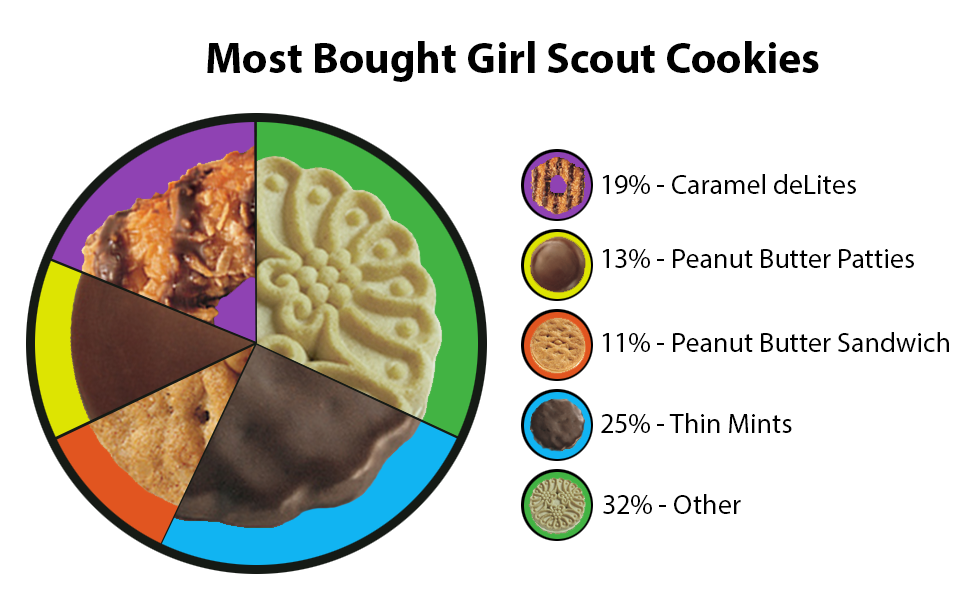 Most Bought Girl Scout Cookies
19% - Caramel deLites
13% - Peanut Butter Patties
11% - Peanut Butter Sandwich
25% - Thin Mints
32% - Other